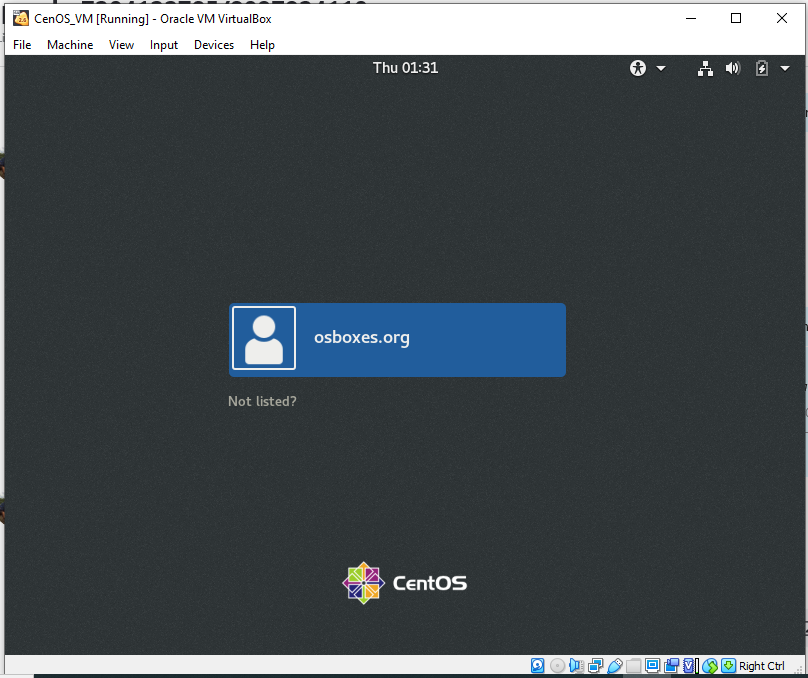 CenOS_VM [Running] - Oracle VM VirtualBox
File Machine View Input Devices Help
Thu 01:31
osboxes.org
Not listed?
CentOS
Right Ctrl